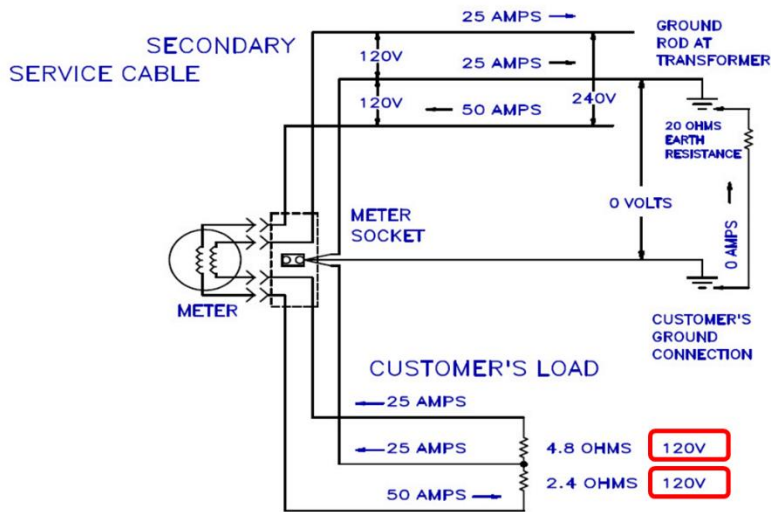 25 AMPS
GROUND
ROD AT
TRANSFORMER
SECONDARY
SERVICE CABLE
120V
25 AMPS
120V
240V
50 AMPS
20 OHMS
EARTH
RESISTANCE
0 VOLTS
0 AMPS
METER
SOCKET
METER
CUSTOMER'S
GROUND
CONNECTION
CUSTOMER'S LOAD
25 AMPS
25 AMPS
4.8 OHMS 120V
2.4 OHMS 120V
50 AMPS